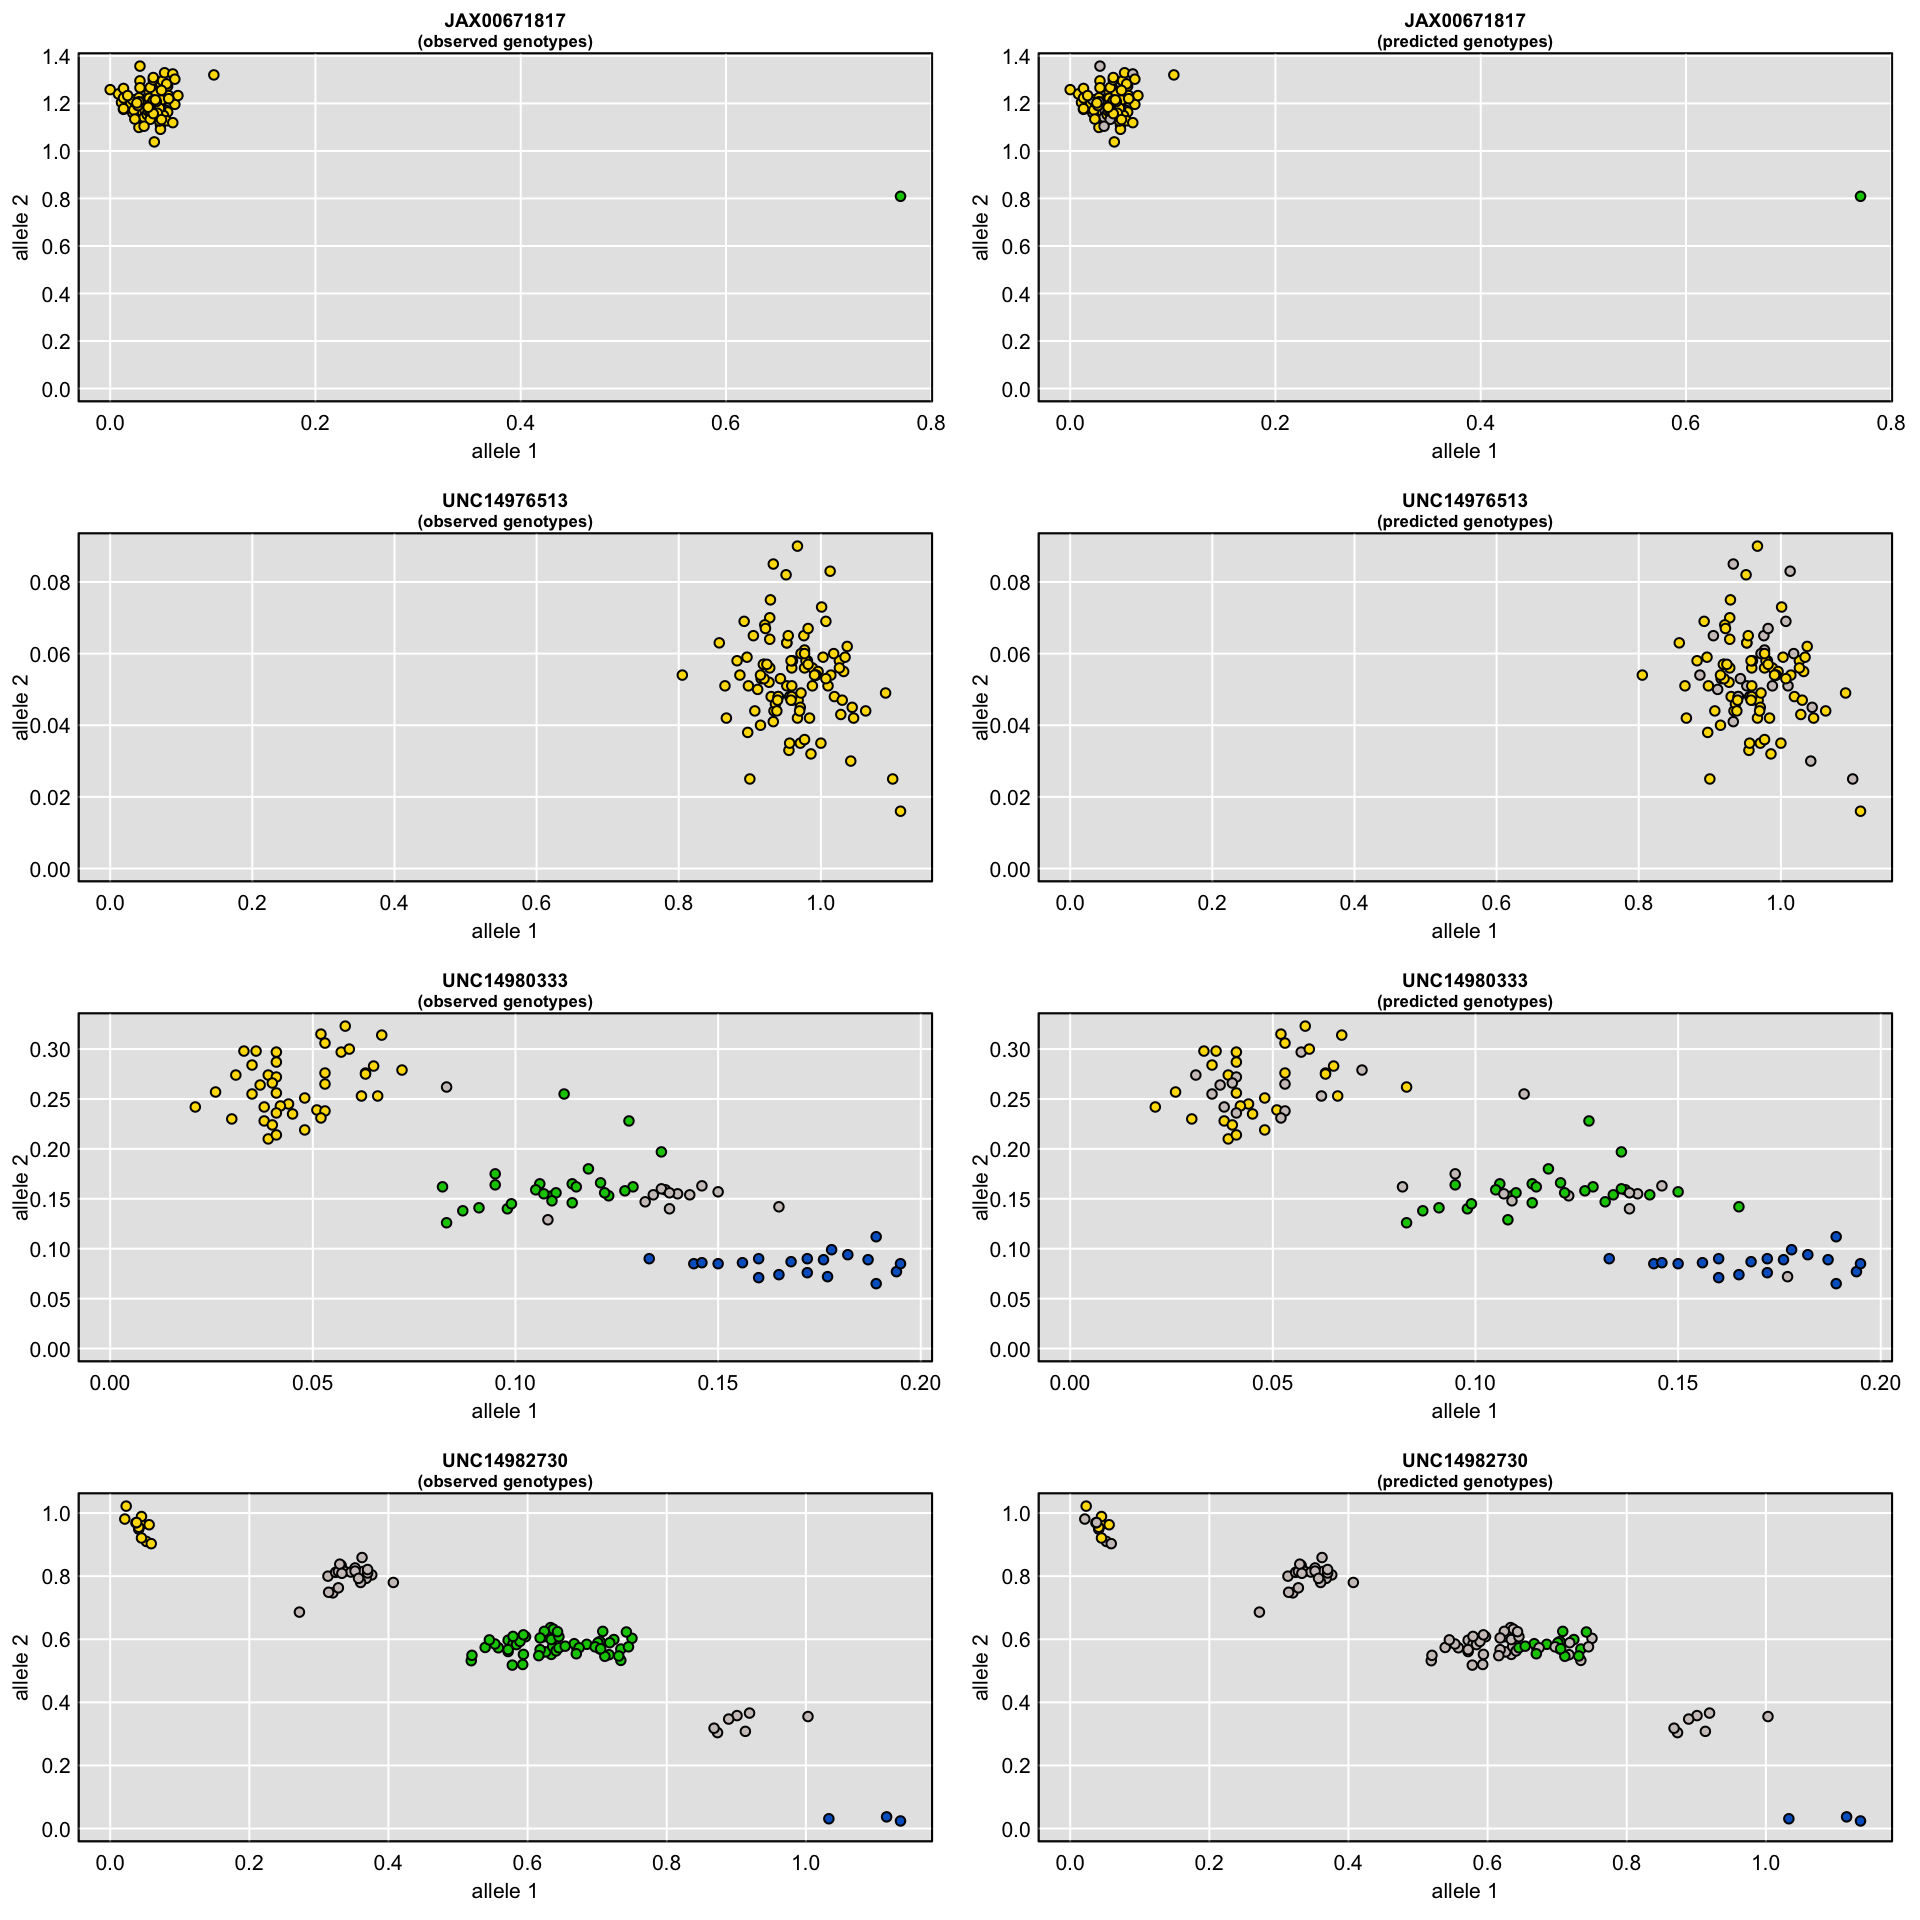 JAX00671817
(observed genotypes)
1.4
1.2
1.0
0.8
0.6
0.4
0.2
0.0
allele 2
0.0 0.2 0.4 0.6 0.8
allele 1
JAX00671817
(predicted genotypes)
1.4
1.2
1.0
0.8
0.6
0.4
0.2
0.0
allele 2
0.0 0.2 0.4 0.6 0.8
allele 1
UNC14976513
(observed genotypes)
0.08
0.06
0.04
0.02
0.00
allele 2
0.0 0.2 0.4 0.6 0.8 1.0
allele 1
UNC14976513
(predicted genotypes)
0.08
0.06
0.04
0.02
0.00
allele 2
0.0 0.2 0.4 0.6 0.8 1.0
allele 1
UNC14980333
(observed genotypes)
0.30
0.25
0.20
0.15
0.10
0.05
0.00
allele 2
0.00 0.05 0.10 0.15 0.20
allele 1
UNC14980333
(predicted genotypes)
0.30
0.25
0.20
0.15
0.10
0.05
0.00
allele 2
0.00 0.05 0.10 0.15 0.20
allele 1
UNC14982730
(observed genotypes)
1.0
0.8
0.6
0.4
0.2
0.0
allele 2
0.0 0.2 0.4 0.6 0.8 1.0
allele 1
UNC14982730
(predicted genotypes)
1.0
0.8
0.6
0.4
0.2
0.0
allele 2
0.0 0.2 0.4 0.6 0.8 1.0
allele 1